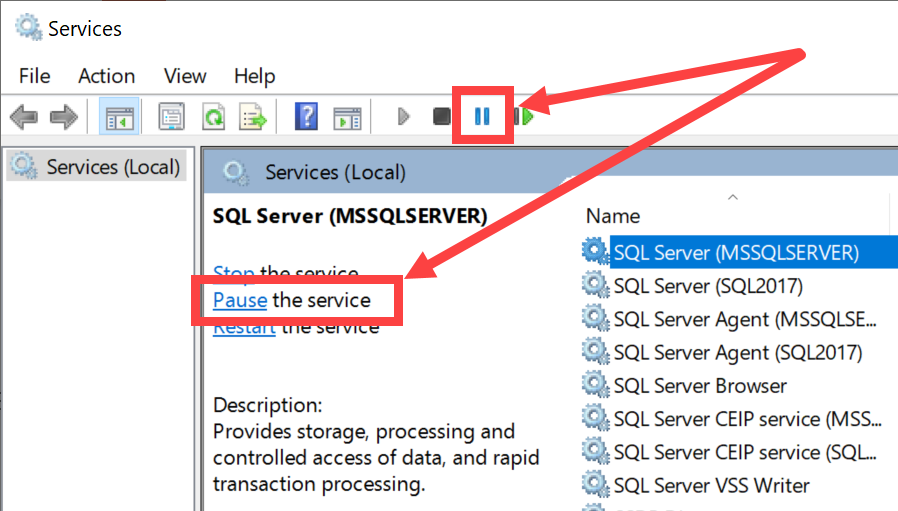 Services
File Action View Help
Services (Local)
Services (Local)
SQL Server (MSSQLSERVER)
Stop the service
Pause the service
Restart the service
Description:
Provides storage, processing and
controlled access of data, and rapid
transaction processing.
Name
SQL Server (MSSQLSERVER)
SQL Server (SQL2017)
SQL Server Agent (MSSQLSE...
SQL Server Agent (SQL2017)
SQL Server Browser
SQL Server CEIP service (MSS...
SQL Server CEIP service (SQL...
SQL Server VSS Writer